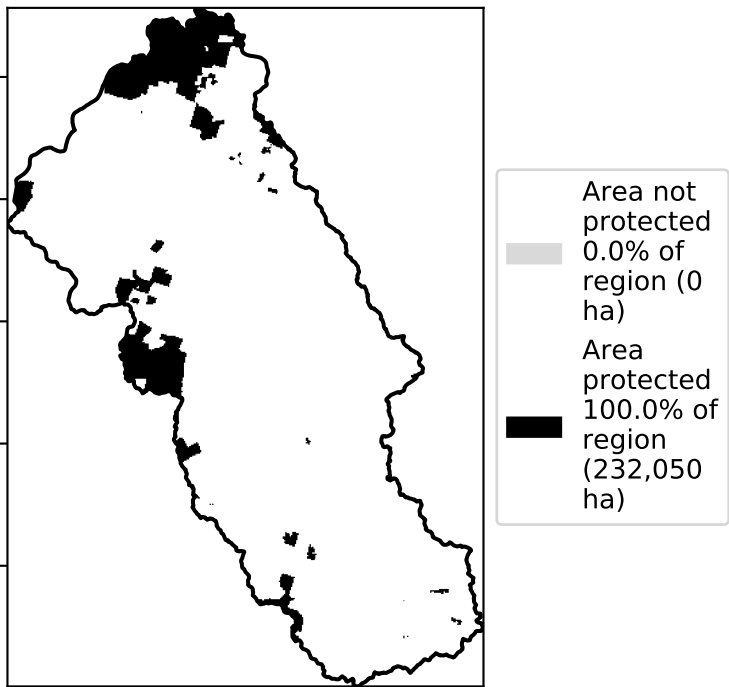 Area not
protected
0.0% of
region (0
ha)
Area
protected
100.0% of
region
(232,050
ha)